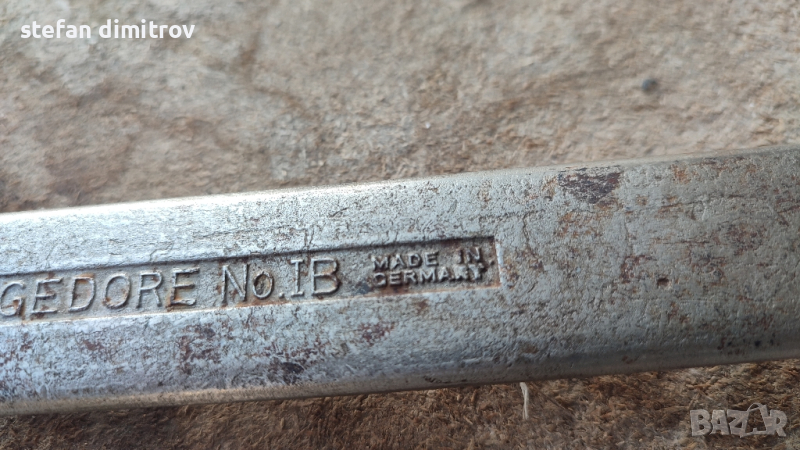 stefan dimitrov
GEDORE No. 1B
MADE IN
GERMANY
BAZAR